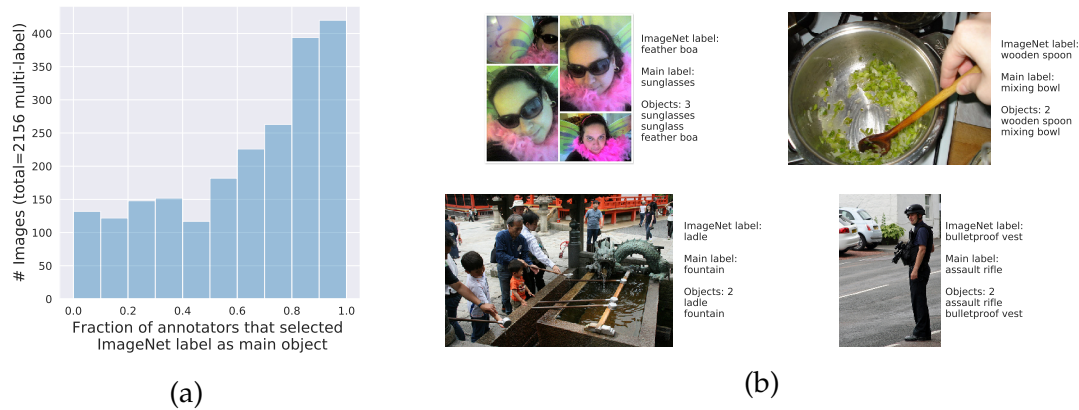 # Images (total=2156 multi-label)
400
350
300
250
200
150
100
50
0
0.0 0.2 0.4 0.6 0.8 1.0
Fraction of annotators that selected
ImageNet label as main object
(a)
ImageNet label:
feather boa
Main label:
sunglasses
Objects: 3
sunglasses
sunglass
feather boa
ImageNet label:
wooden spoon
Main label:
mixing bowl
Objects: 2
wooden spoon
mixing bowl
ImageNet label:
ladle
Main label:
fountain
Objects: 2
ladle
fountain
ImageNet label:
bulletproof vest
Main label:
assault rifle
Objects: 2
assault rifle
bulletproof vest
(b)